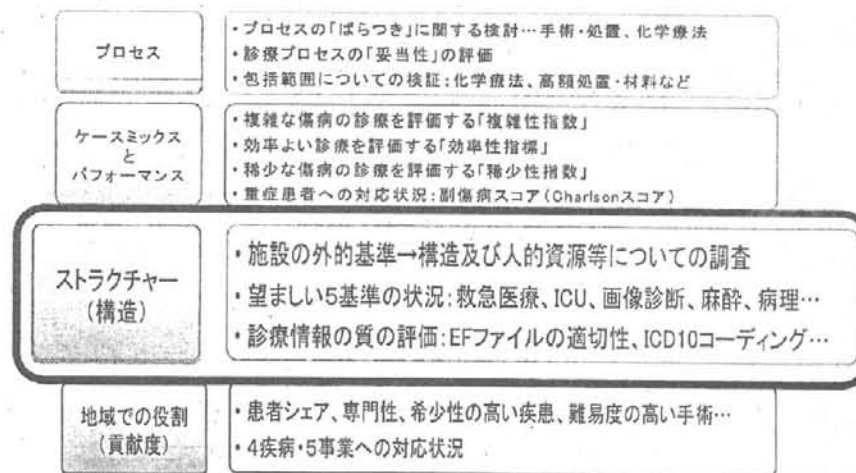 プロセス
・プロセスの「ばらつき」に関する検討…手術・処置、化学療法
・診療プロセスの「妥当性」の評価
・包括範囲についての検証：化学療法、高額処置・材料など
ケースミックス
と
パフォーマンス
・複雑な傷病の診療を評価する「複雑性指数」
・効率よい診療を評価する「効率性指標」
・稀少な傷病の診療を評価する「稀少性指数」
・重症患者への対応状況：副傷病スコア（Charlsonスコア）
ストラクチャー
（構造）
・施設の外的基準→構造及び人的資源等についての調査
・望ましい5基準の状況：救急医療、ICU、画像診断、麻酔、病理…
・診療情報の質の評価：EFファイルの適切性、ICD10コーディング…
地域での役割
（貢献度）
・患者シェア、専門性、希少性の高い疾患、難易度の高い手術…
・4疾病・5事業への対応状況